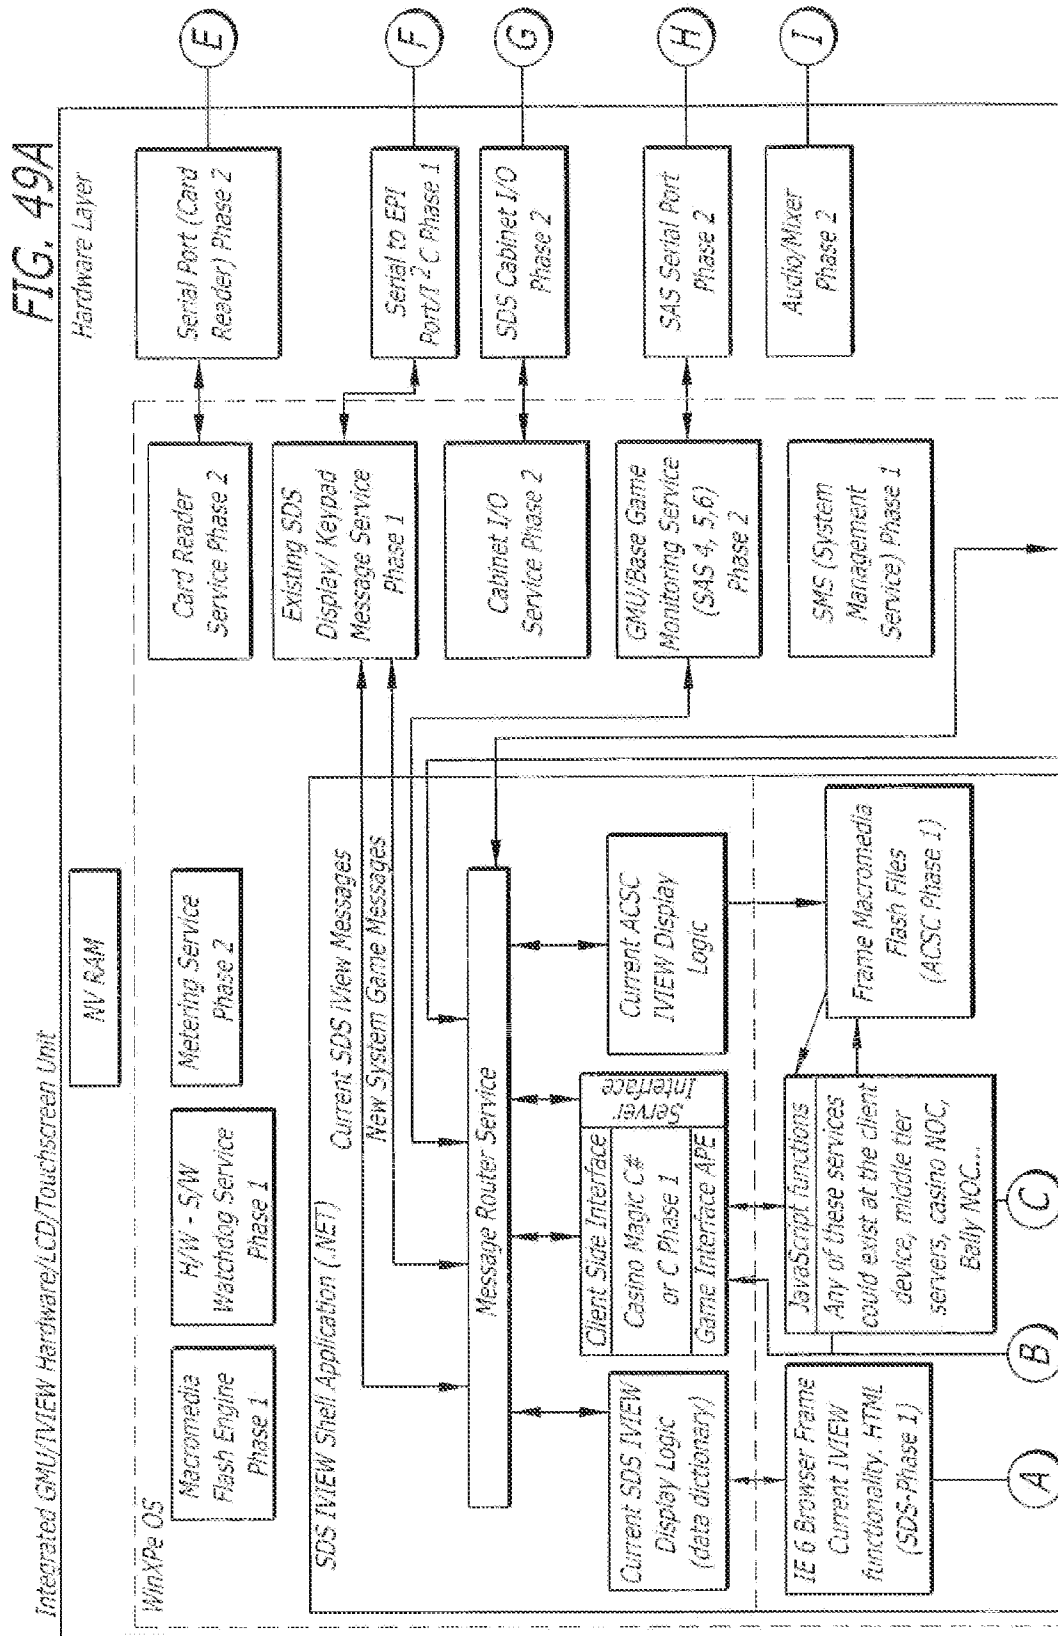 FIG. 49A
Integrated GMU/IVIEW Hardware/LCD/Touchscreen Unit
Hardware Layer
NV RAM
WinXPe OS
Macromedia
Flash Engine
Phase 1
H/W - S/W
Watchdog Service
Phase 1
Metering Service
Phase 2
Card Reader
Service Phase 2
Serial Port (Card
Reader) Phase 2
E
Existing SDS
Display/ Keypad
Message Service
Phase 1
Serial to EPI
Port/I 2 C Phase 1
F
Cabinet I/O
Service Phase 2
SDS Cabinet I/O
Phase 2
G
GMU/Base Game
Monitoring Service
(SAS 4, 5,6)
Phase 2
SAS Serial Port
Phase 2
H
SMS (System
Management
Service) Phase 1
Audio/Mixer
Phase 2
I
SDS IVIEW Shell Application (.NET)
Current SDS iView Messages
New System Game Messages
Message Router Service
Current SDS IVIEW
Display Logic
(data dictionary)
Client Side Interface
Casino Magic C#
or C Phase 1
Game Interface APE
Server
Interface
Current ACSC
IVIEW Display
Logic
IE 6 Browser Frame
Current IVIEW
functionality. HTML
(SDS-Phase 1)
JavaScript functions
Any of these services
could exist at the client
device, middle tier
servers, casino NOC,
Bally NOC...
Frame Macromedia
Flash Files
(ACSC Phase 1)
A
B
C